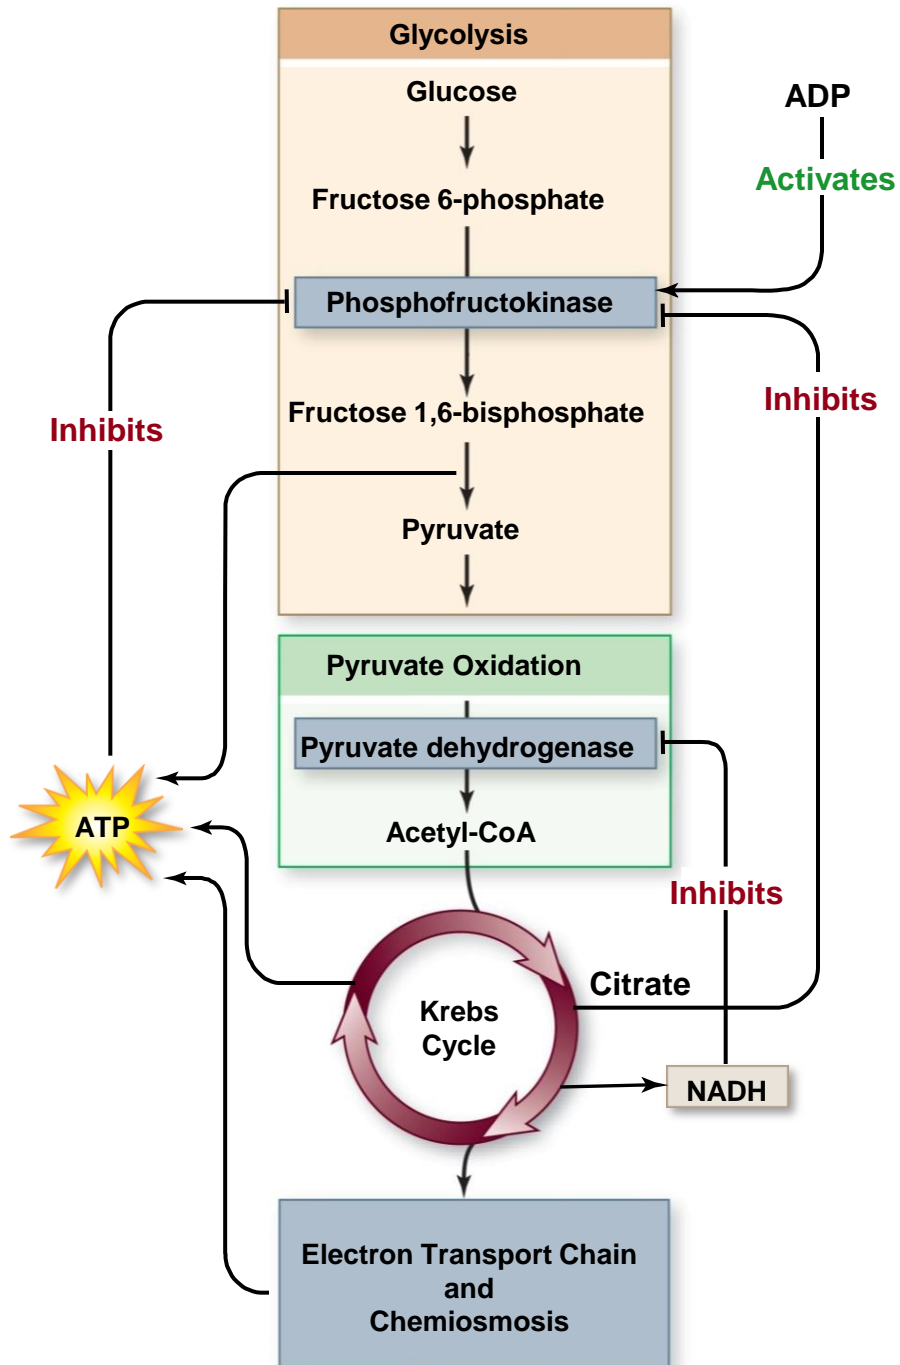 Glycolysis
Glucose
ADP
Activates
Fructose 6-phosphate
Phosphofructokinase
Inhibits
Fructose 1,6-bisphosphate
Inhibits
Pyruvate
Pyruvate Oxidation
Pyruvate dehydrogenase
ATP
Acetyl-CoA
Inhibits
Citrate
Krebs
Cycle
NADH
Electron Transport Chain
and
Chemiosmosis